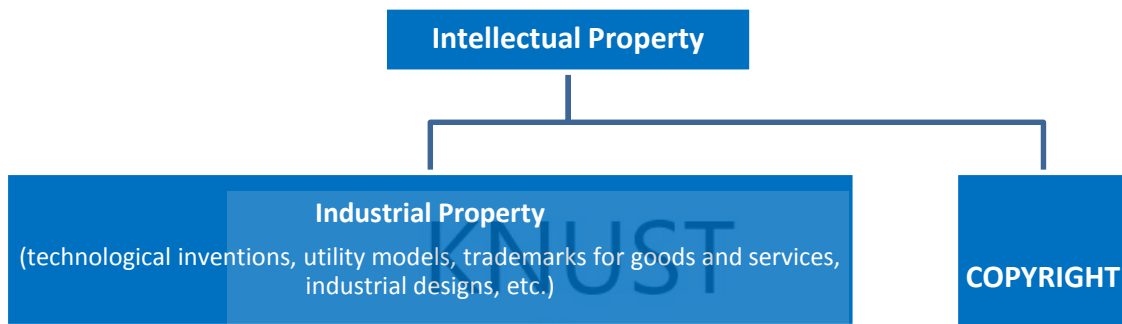 Intellectual Property
Industrial Property
(technological inventions, utility models, trademarks for goods and services,
industrial designs, etc.)
KNUST
COPYRIGHT